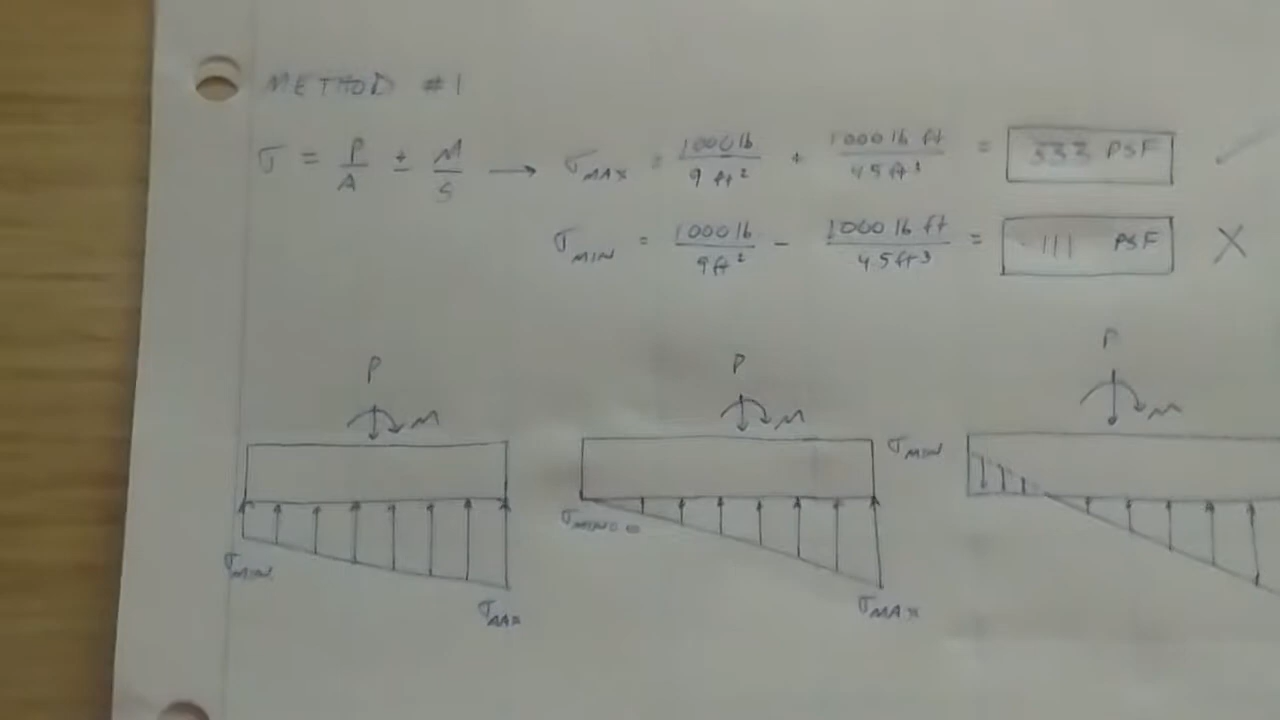 METHOD #1
σ = P/A ± M/S → σMAX = 1000 lb / 9 ft² + 1000 lb ft / 4.5 ft³ = 333 PSF ✓
σMIN = 1000 lb / 9 ft² - 1000 lb ft / 4.5 ft³ = -111 PSF X
P
M
P
M
P
M
σMIN
σMIN = 0
σMIN
σMAX
σMAX